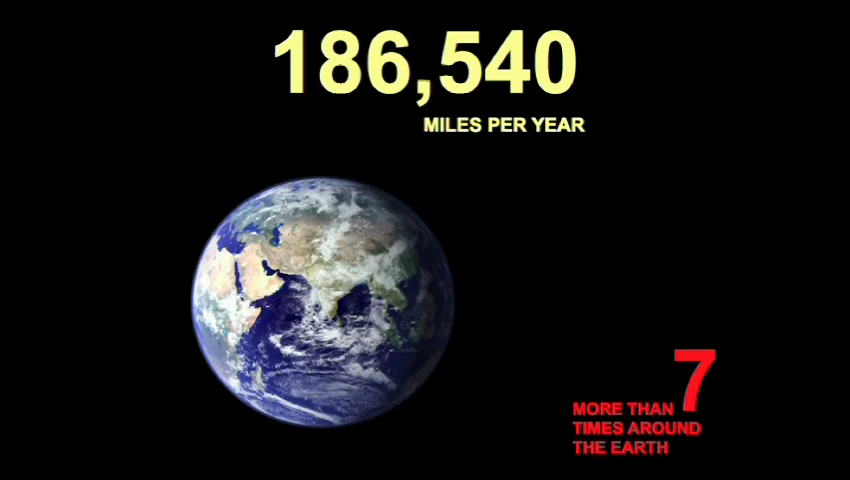 186,540
MILES PER YEAR
MORE THAN 7
TIMES AROUND
THE EARTH